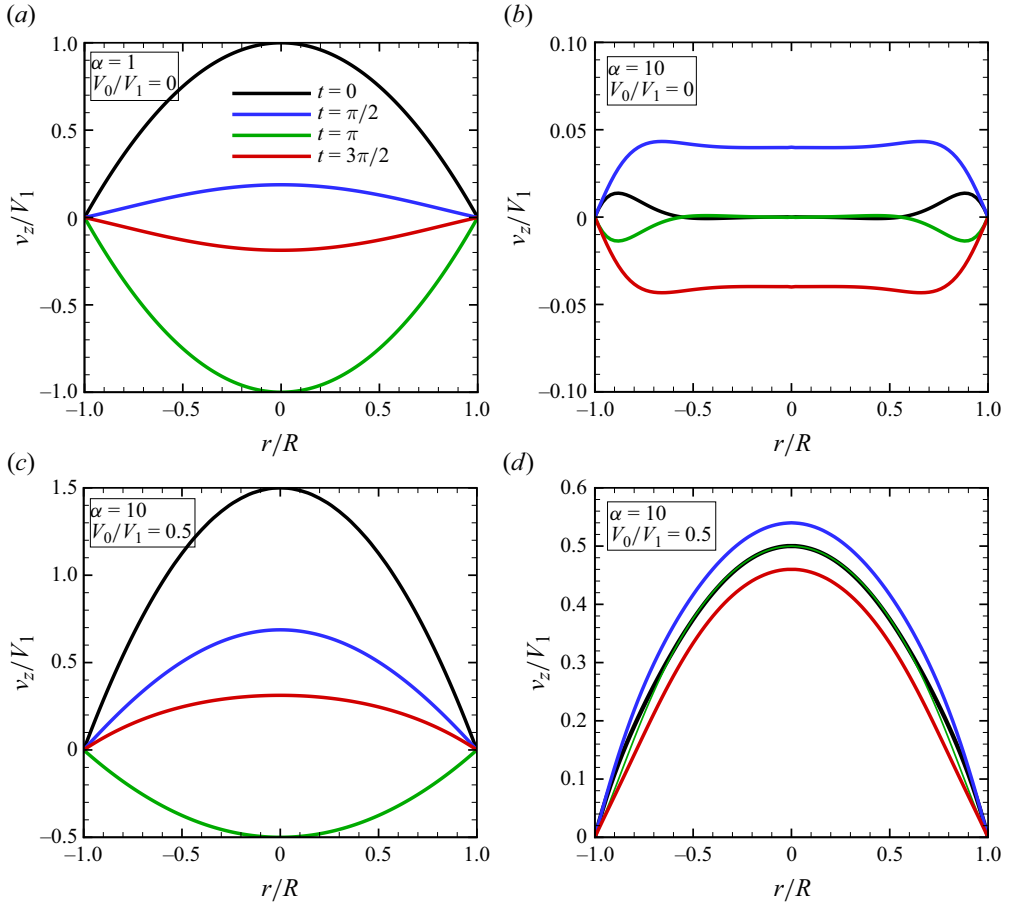 (a)
α = 1
V0/V1 = 0
t = 0
t = π/2
t = π
t = 3π/2
1.0
0.5
0
−0.5
−1.0
vz/V1
−1.0 −0.5 0 0.5 1.0
r/R
(b)
α = 10
V0/V1 = 0
0.10
0.05
0
−0.05
−0.10
vz/V1
−1.0 −0.5 0 0.5 1.0
r/R
(c)
α = 10
V0/V1 = 0.5
1.5
1.0
0.5
0
−0.5
vz/V1
−1.0 −0.5 0 0.5 1.0
r/R
(d)
α = 10
V0/V1 = 0.5
0.6
0.5
0.4
0.3
0.2
0.1
0
vz/V1
−1.0 −0.5 0 0.5 1.0
r/R